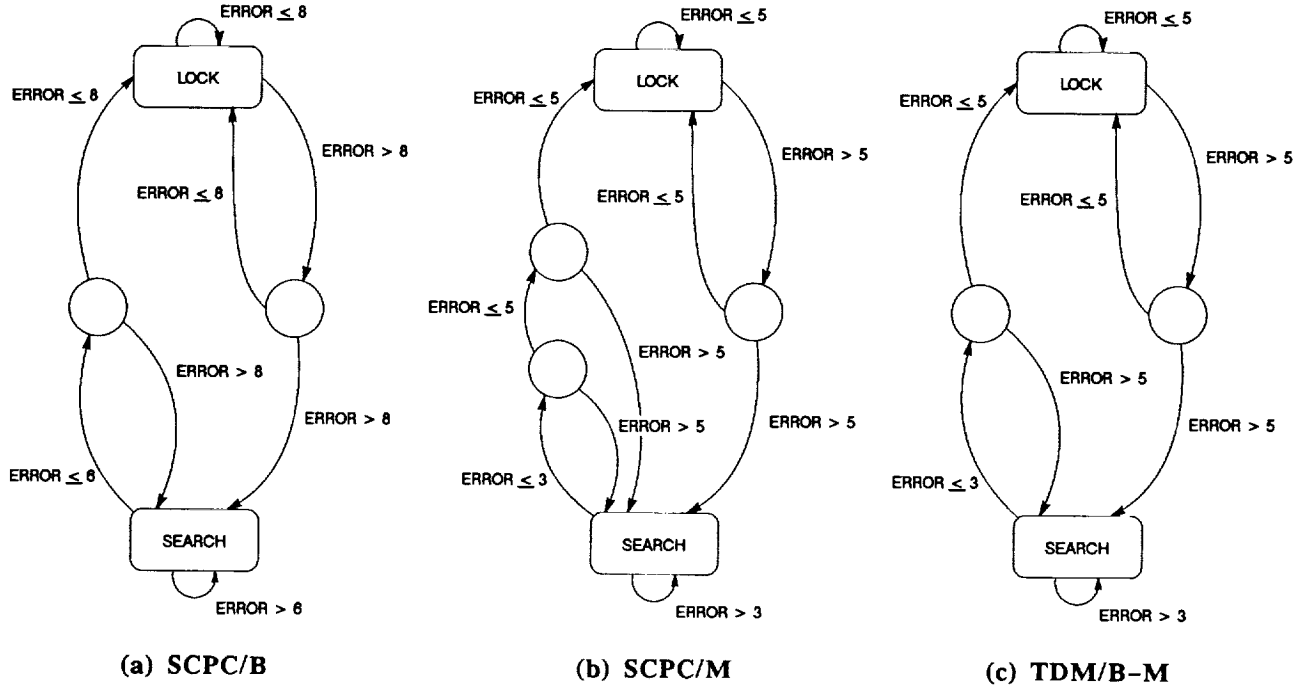 ERROR ≤ 8
LOCK
ERROR ≤ 8
ERROR > 8
ERROR ≤ 8
ERROR > 8
ERROR > 8
ERROR ≤ 6
SEARCH
ERROR > 6
(a) SCPC/B
ERROR ≤ 5
LOCK
ERROR ≤ 5
ERROR > 5
ERROR ≤ 5
ERROR ≤ 5
ERROR > 5
ERROR > 5
ERROR > 5
ERROR ≤ 3
SEARCH
ERROR > 3
(b) SCPC/M
ERROR ≤ 5
LOCK
ERROR ≤ 5
ERROR > 5
ERROR ≤ 5
ERROR > 5
ERROR > 5
ERROR ≤ 3
SEARCH
ERROR > 3
(c) TDM/B-M